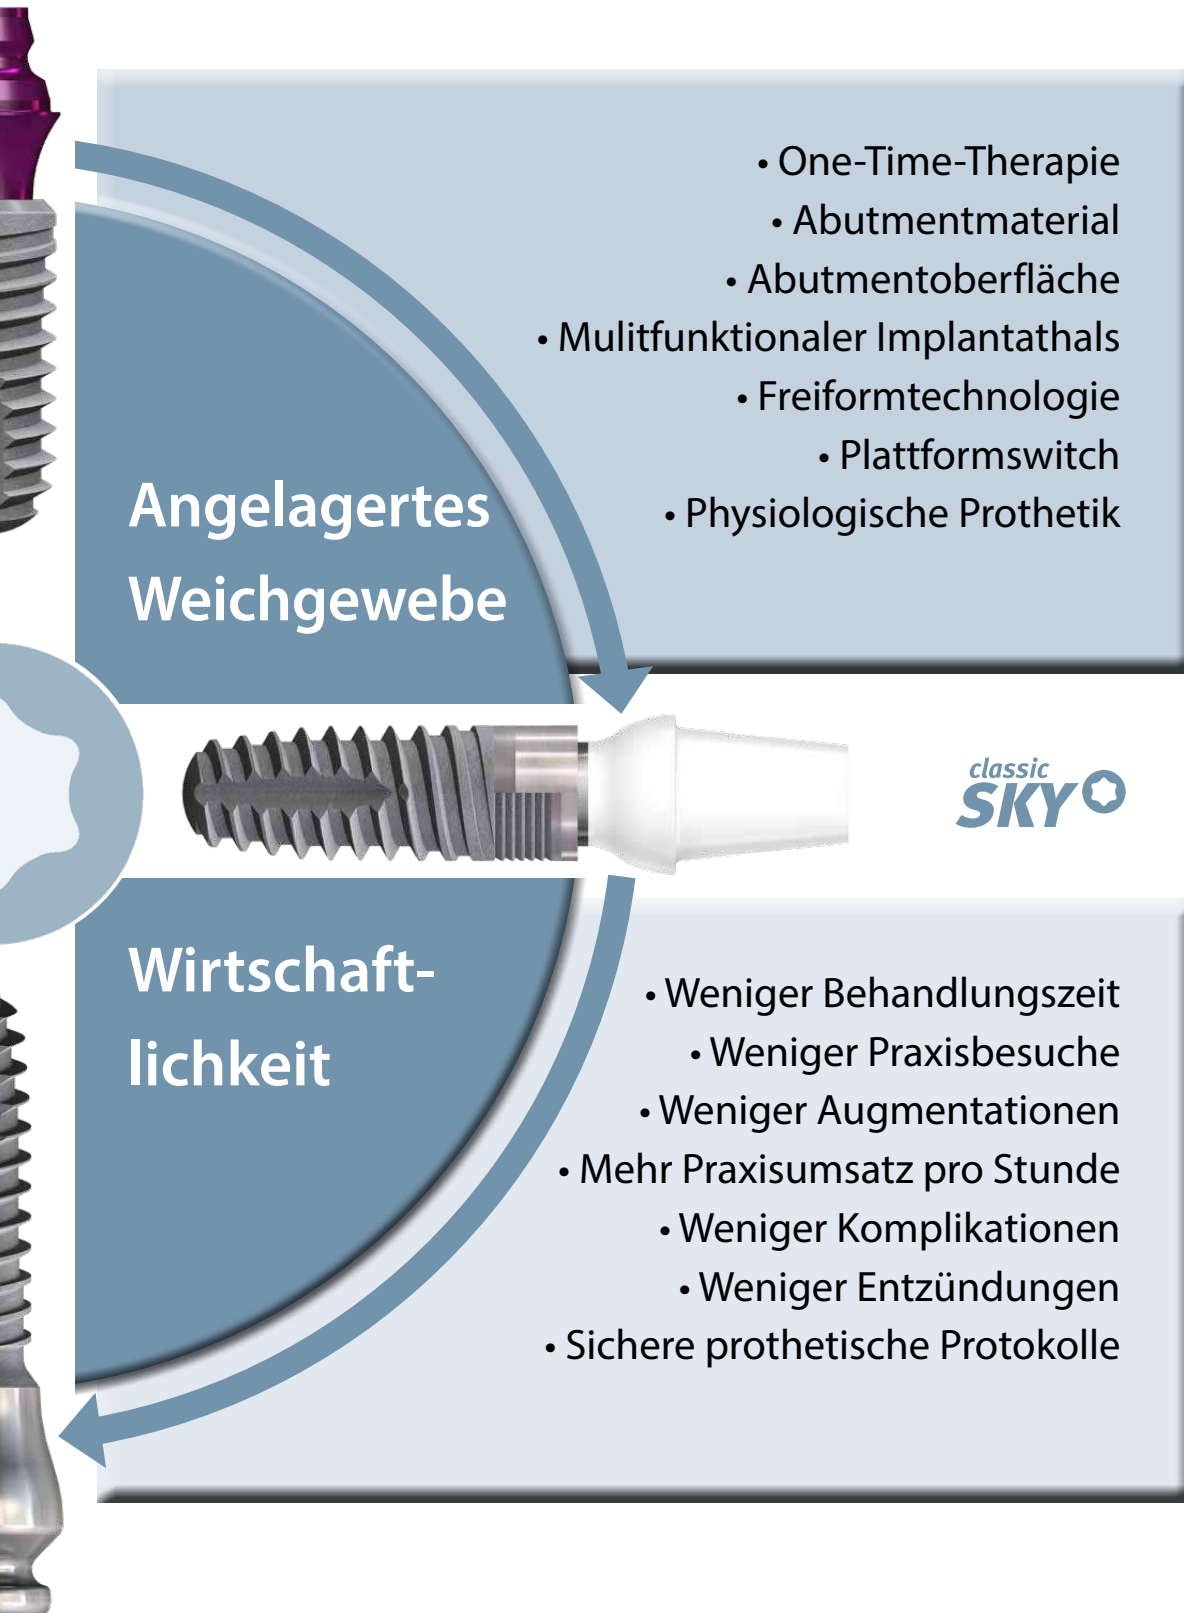 • One-Time-Therapie
• Abutmentmaterial
• Abutmentoberfläche
• Mulitfunktionaler Implantathals
• Freiformtechnologie
• Plattformswitch
• Physiologische Prothetik
Angelagertes
Weichgewebe
classic
SKY
Wirtschaft-
lichkeit
• Weniger Behandlungszeit
• Weniger Praxisbesuche
• Weniger Augmentationen
• Mehr Praxisumsatz pro Stunde
• Weniger Komplikationen
• Weniger Entzündungen
• Sichere prothetische Protokolle